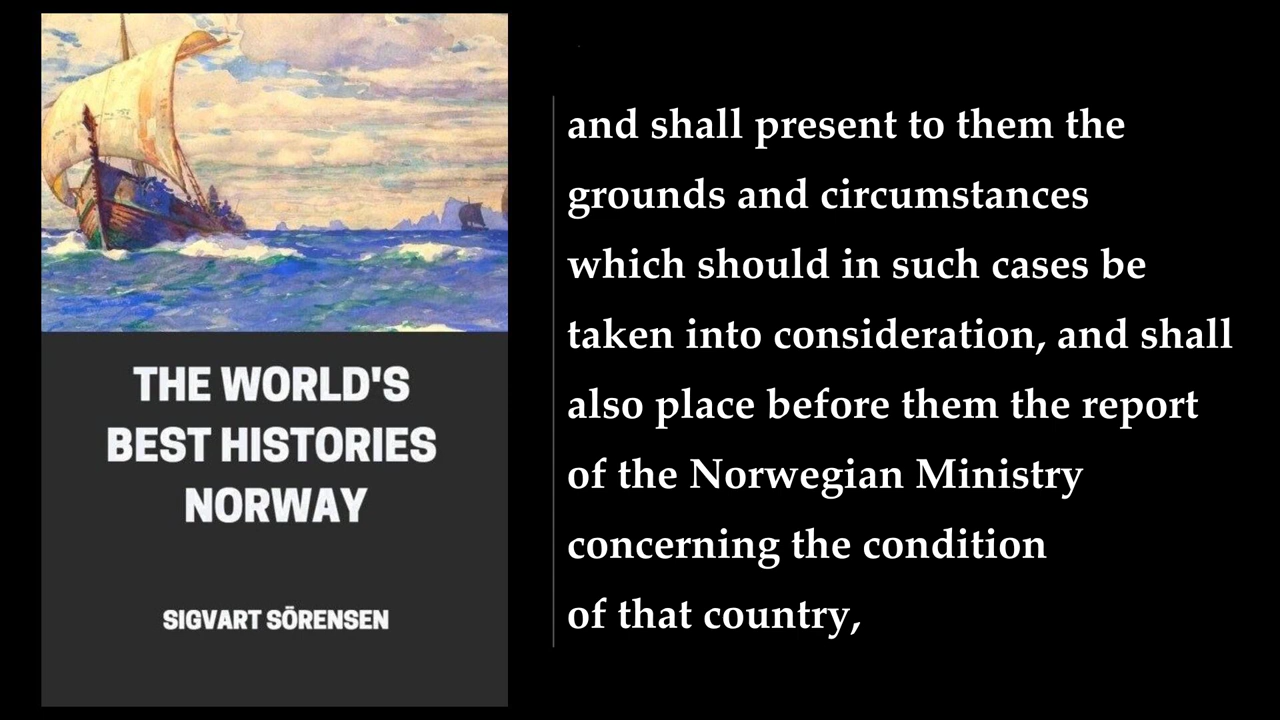 THE WORLD'S
BEST HISTORIES
NORWAY
SIGVART SÖRENSEN
and shall present to them the
grounds and circumstances
which should in such cases be
taken into consideration, and shall
also place before them the report
of the Norwegian Ministry
concerning the condition
of that country,